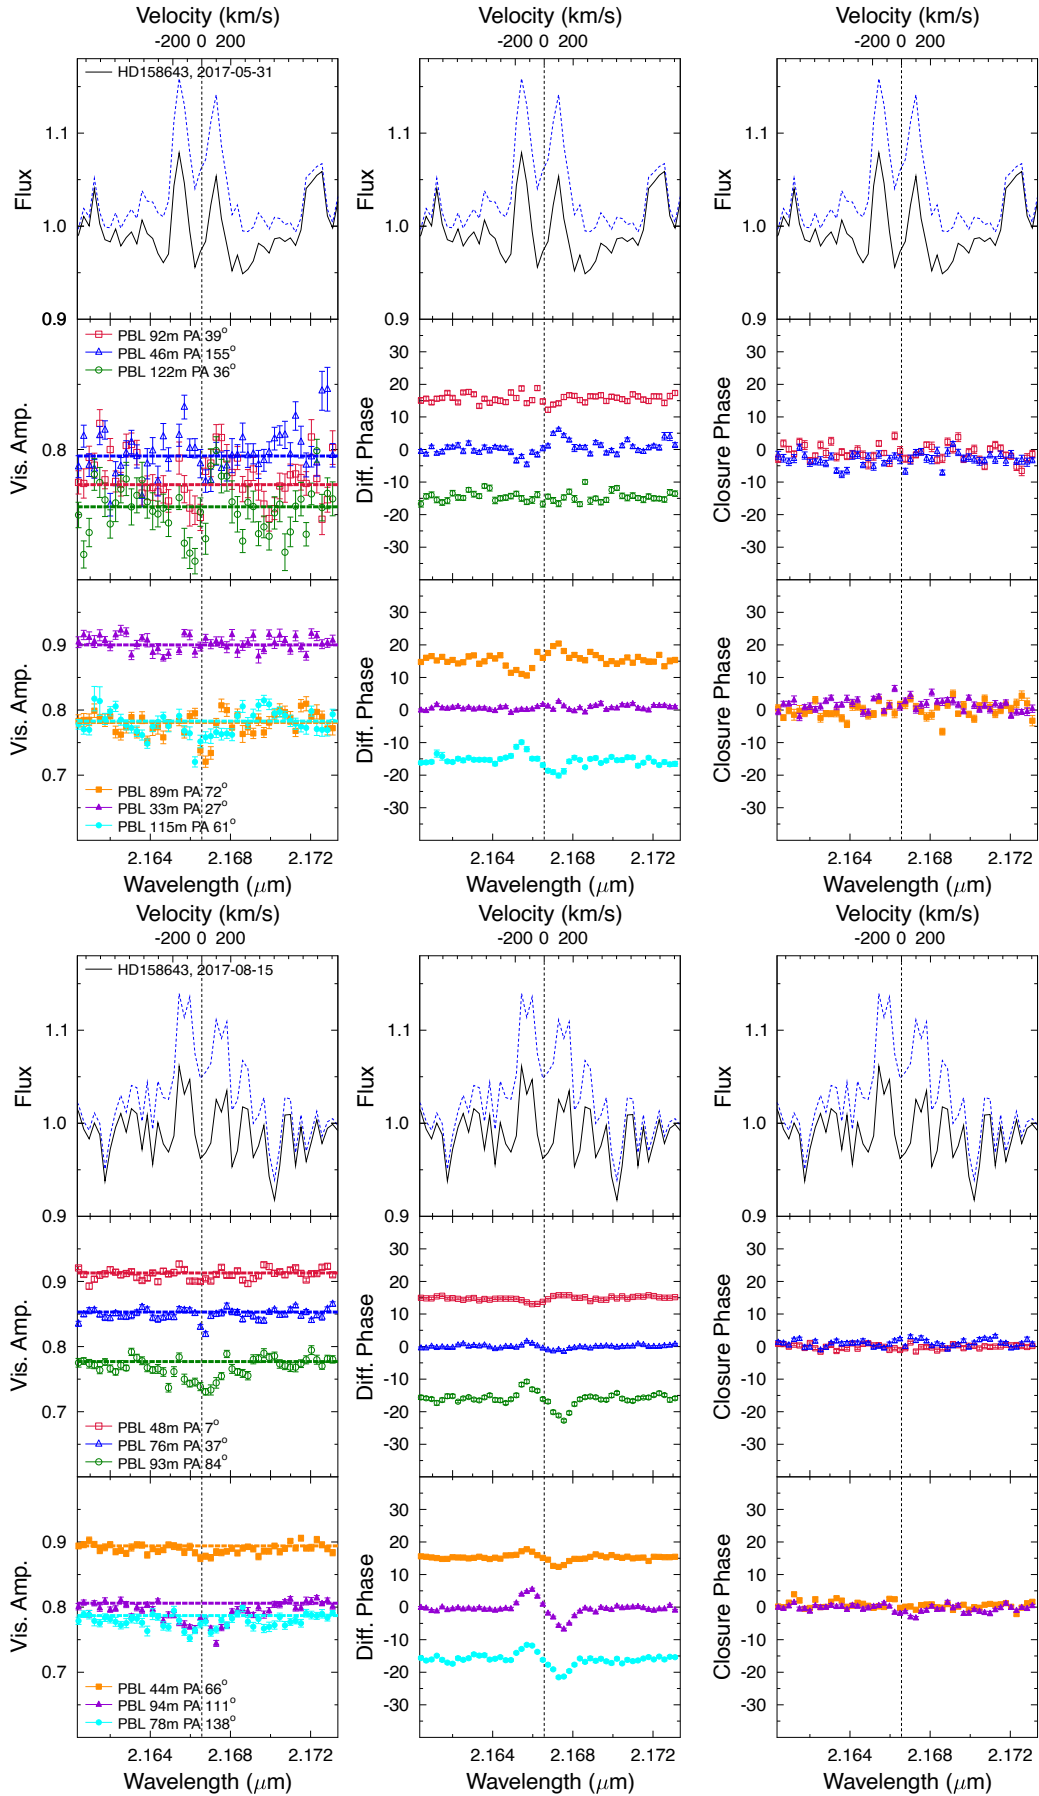 Velocity (km/s)
Velocity (km/s)
Velocity (km/s)
-200 0 200
-200 0 200
-200 0 200
HD158643, 2017-05-31
Flux
Flux
Flux
1.1
1.0
0.9
1.1
1.0
0.9
1.1
1.0
0.9
PBL 92m PA 39°
PBL 46m PA 155°
PBL 122m PA 36°
Vis. Amp.
0.9
0.8
Diff. Phase
30
20
10
0
-10
-20
-30
Closure Phase
30
20
10
0
-10
-20
-30
Vis. Amp.
0.9
0.8
0.7
PBL 89m PA 72°
PBL 33m PA 27°
PBL 115m PA 61°
Diff. Phase
30
20
10
0
-10
-20
-30
Closure Phase
30
20
10
0
-10
-20
-30
2.164 2.168 2.172
2.164 2.168 2.172
2.164 2.168 2.172
Wavelength (μm)
Wavelength (μm)
Wavelength (μm)
Velocity (km/s)
Velocity (km/s)
Velocity (km/s)
-200 0 200
-200 0 200
-200 0 200
HD158643, 2017-08-15
Flux
Flux
Flux
1.1
1.0
0.9
1.1
1.0
0.9
1.1
1.0
0.9
Vis. Amp.
0.9
0.8
0.7
PBL 48m PA 7°
PBL 76m PA 37°
PBL 93m PA 84°
Diff. Phase
30
20
10
0
-10
-20
-30
Closure Phase
30
20
10
0
-10
-20
-30
Vis. Amp.
0.9
0.8
0.7
PBL 44m PA 66°
PBL 94m PA 111°
PBL 78m PA 138°
Diff. Phase
30
20
10
0
-10
-20
-30
Closure Phase
30
20
10
0
-10
-20
-30
2.164 2.168 2.172
2.164 2.168 2.172
2.164 2.168 2.172
Wavelength (μm)
Wavelength (μm)
Wavelength (μm)